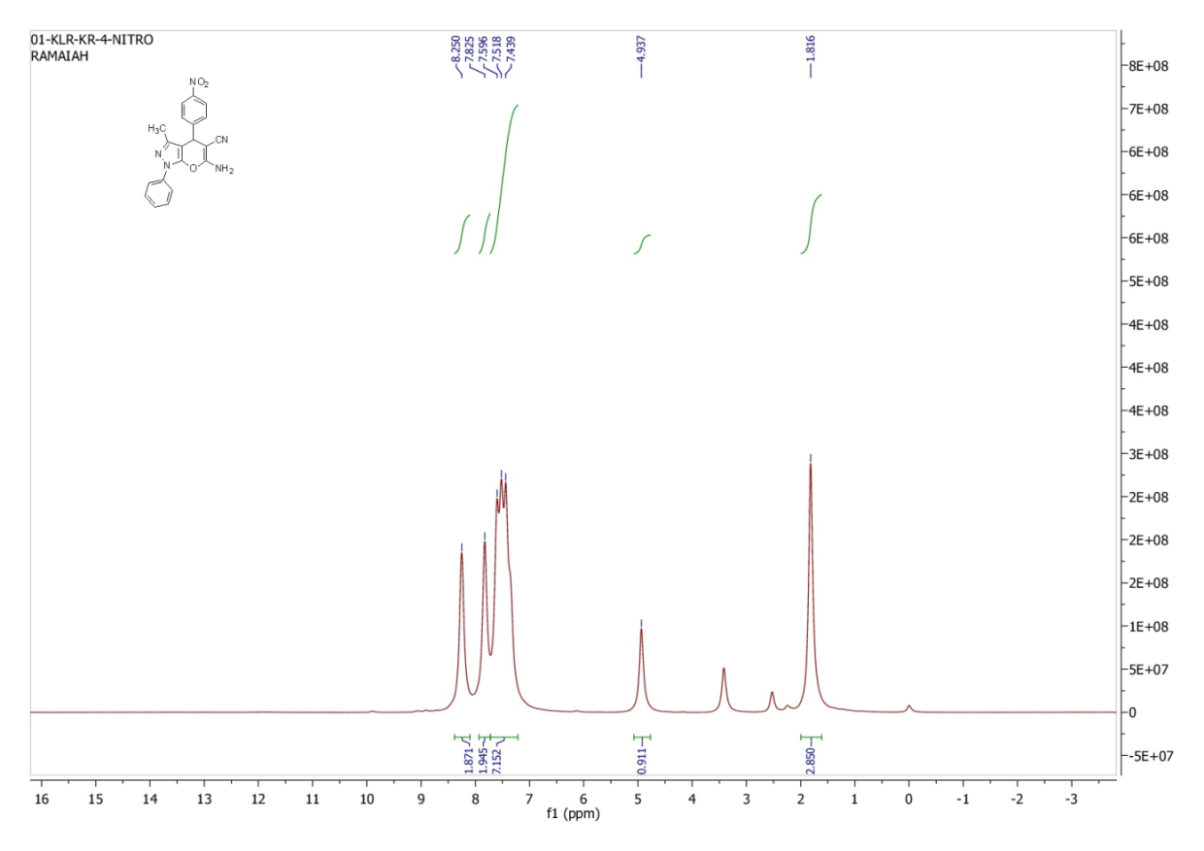 01-KLR-KR-4-NITRO
RAMAIAH
8.250
7.825
7.596
7.518
7.439
4.937
1.816
NO2
H3C
CN
N
N
O
NH2
8E+08
7E+08
6E+08
6E+08
6E+08
5E+08
4E+08
4E+08
4E+08
3E+08
2E+08
2E+08
2E+08
1E+08
5E+07
0
-5E+07
1.871
1.945
7.152
0.911
2.850
16 15 14 13 12 11 10 9 8 7 6 5 4 3 2 1 0 -1 -2 -3
f1 (ppm)